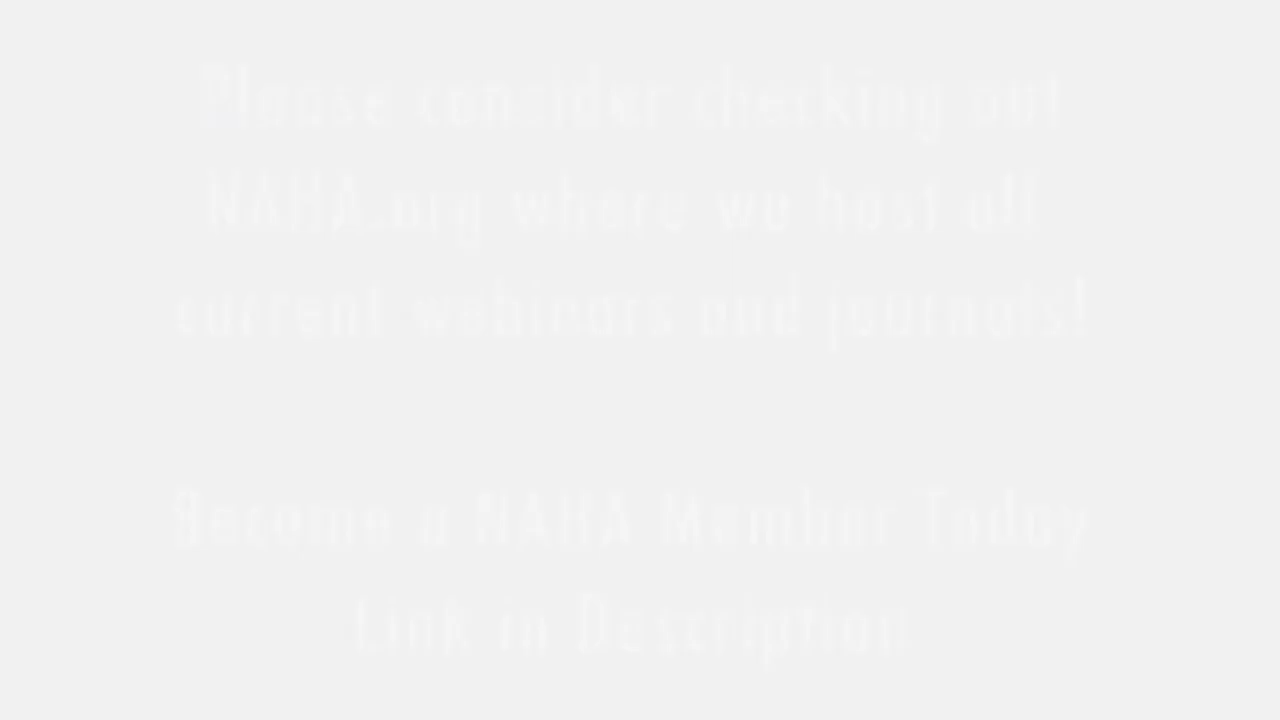 Please consider checking out
NAHA.org where we host all
current webinars and journals!
Become a NAHA Member Today
Link in Description